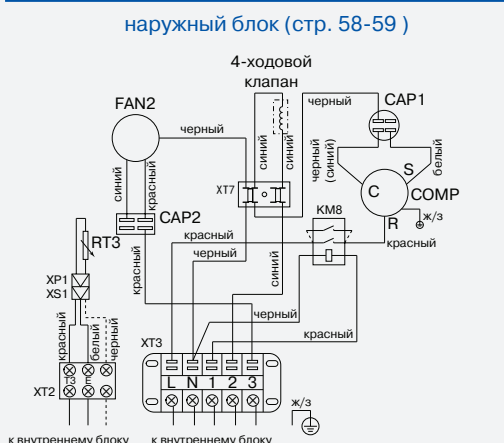 наружный блок (стр. 58-59 )
4-ходовой
клапан
FAN2
черный
CAP1
черный
синий
синий
синий
красный
черный
(синий)
белый
S
C
COMP
R
ж/з
XT7
KM8
CAP2
RT3
красный
черный
красный
красный
синий
XP1
XS1
черный
красный
красный
белый
черный
XT3
L N 1 2 3
T3 E
XT2
ж/з
к внутреннему блоку
к внутреннему блоку